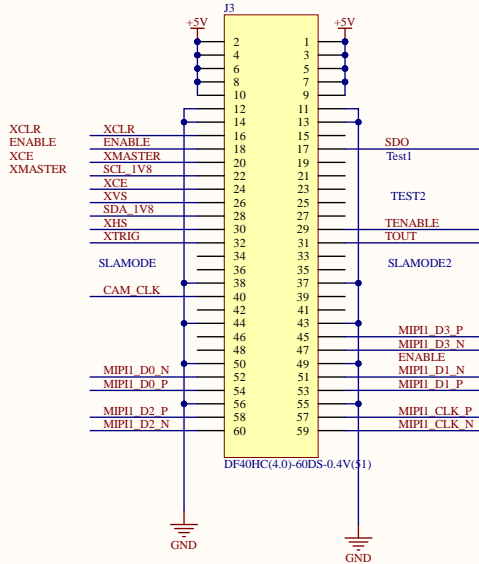 J3
+5V +5V
2 1
4 3
6 5
8 7
10 9
12 11
14 13
XCLR XCLR 16 15
ENABLE ENABLE 18 17 SDO
XCE XMASTER 20 19 Test1
XMASTER SCL_1V8 22 21
XCE 24 23
XVS 26 25 TEST2
SDA_1V8 28 27
XHS 30 29 TENABLE
XTRIG 32 31 TOUT
34 33
SLAMODE 36 35 SLAMODE2
38 37
CAM_CLK 40 39
42 41
44 43
46 45 MIPI1_D3_P
48 47 MIPI1_D3_N
50 49 ENABLE
MIPI1_D0_N 52 51 MIPI1_D1_N
MIPI1_D0_P 54 53 MIPI1_D1_P
56 55
MIPI1_D2_P 58 57 MIPI1_CLK_P
MIPI1_D2_N 60 59 MIPI1_CLK_N
DF40HC(4.0)-60DS-0.4V(51)
GND GND